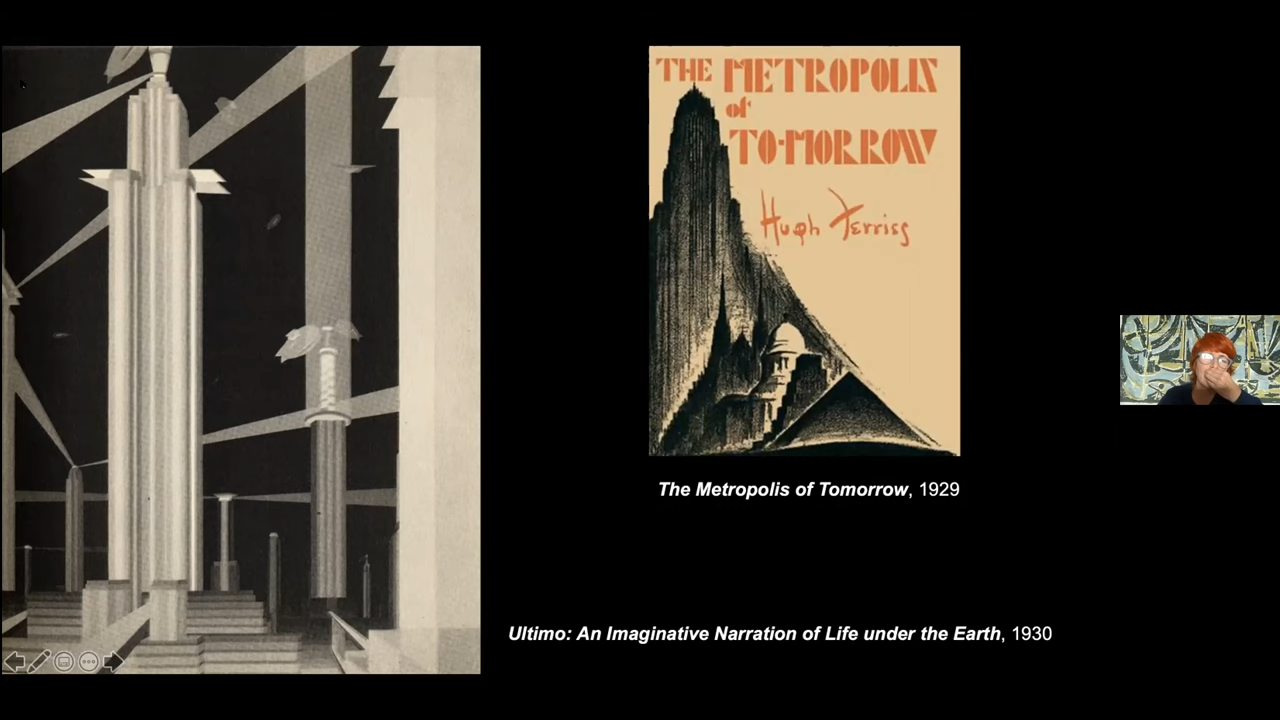 THE METROPOLIS
of
TO-MORROW
Hugh Ferriss
The Metropolis of Tomorrow, 1929
Ultimo: An Imaginative Narration of Life under the Earth, 1930